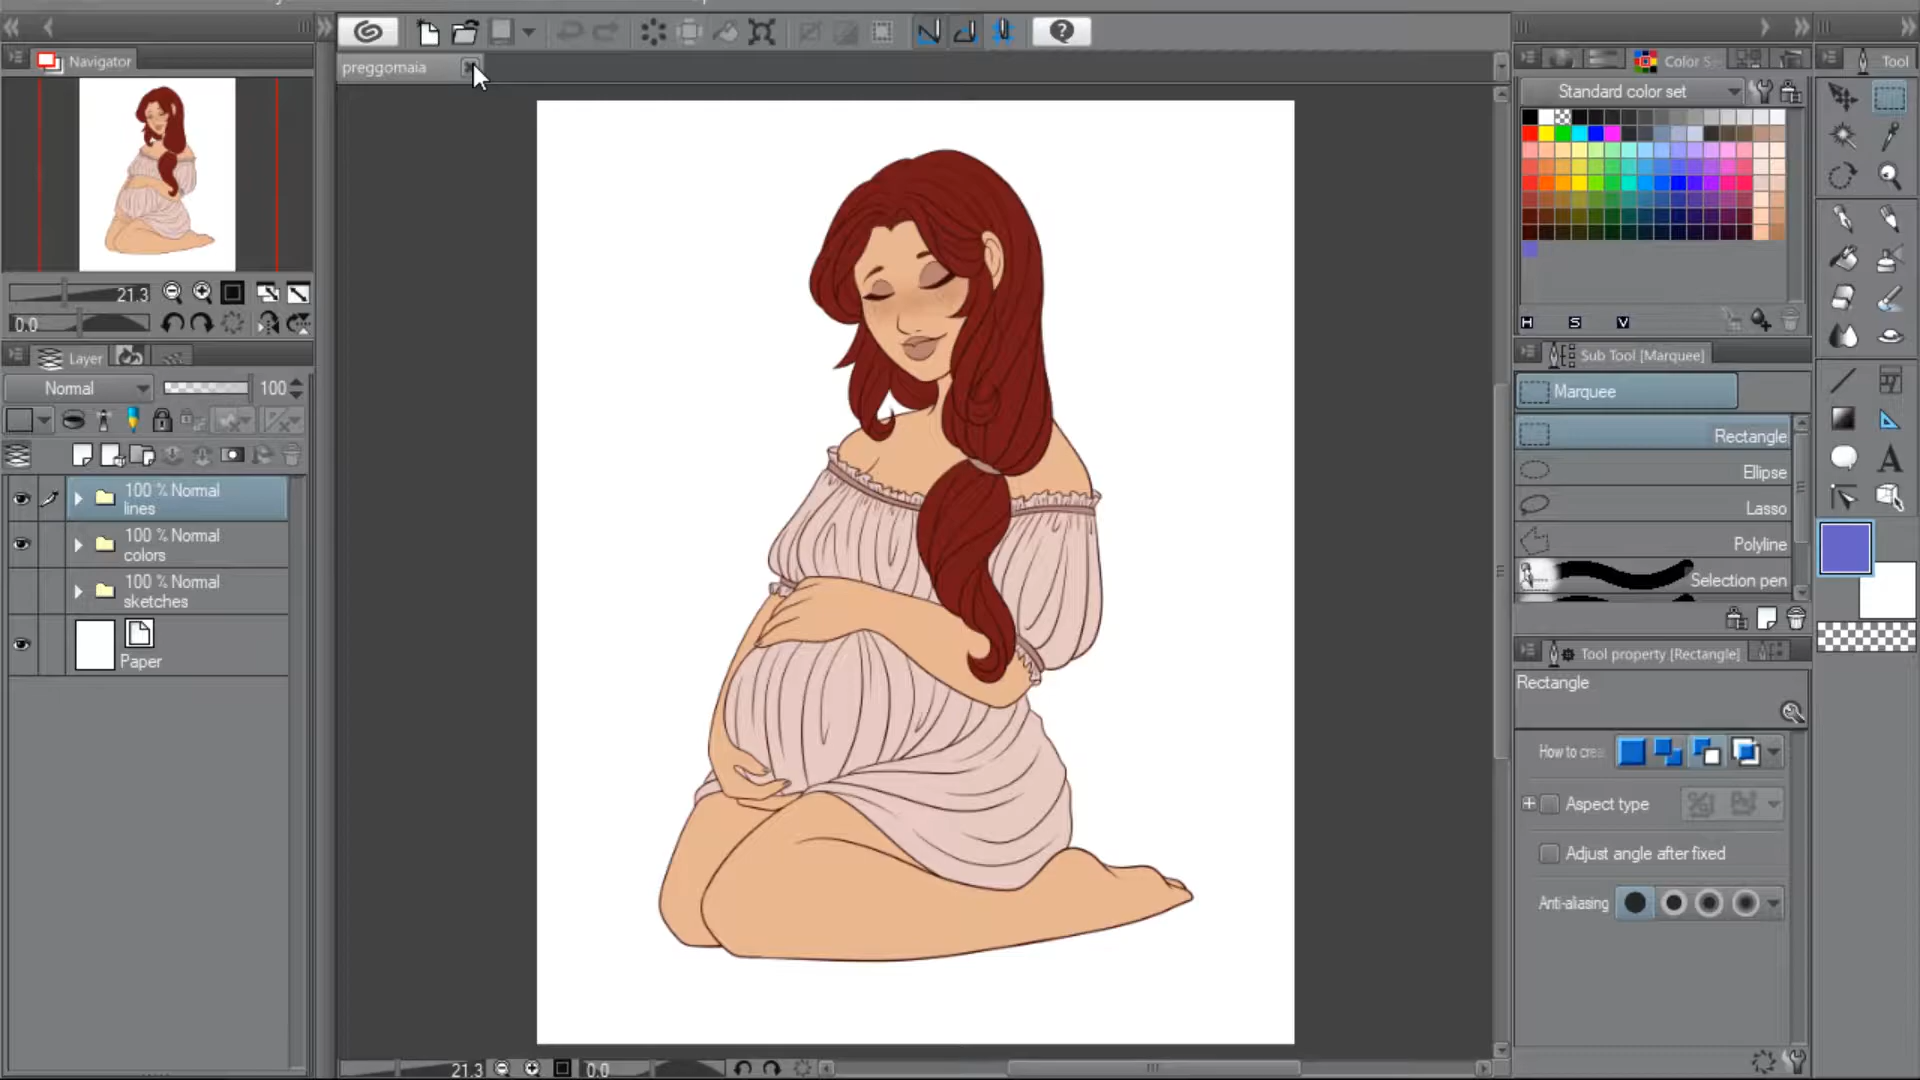 Navigator
preggomaia
Color S
Tool
Standard color set
21.3
0.0
H S V
Layer
Sub Tool [Marquee]
Normal
100
Marquee
Rectangle
Ellipse
Lasso
Polyline
Selection pen
100 % Normal
lines
100 % Normal
colors
100 % Normal
sketches
Paper
A
Tool property [Rectangle]
Rectangle
How to crea
Aspect type
Adjust angle after fixed
Anti-aliasing
21.3
0.0